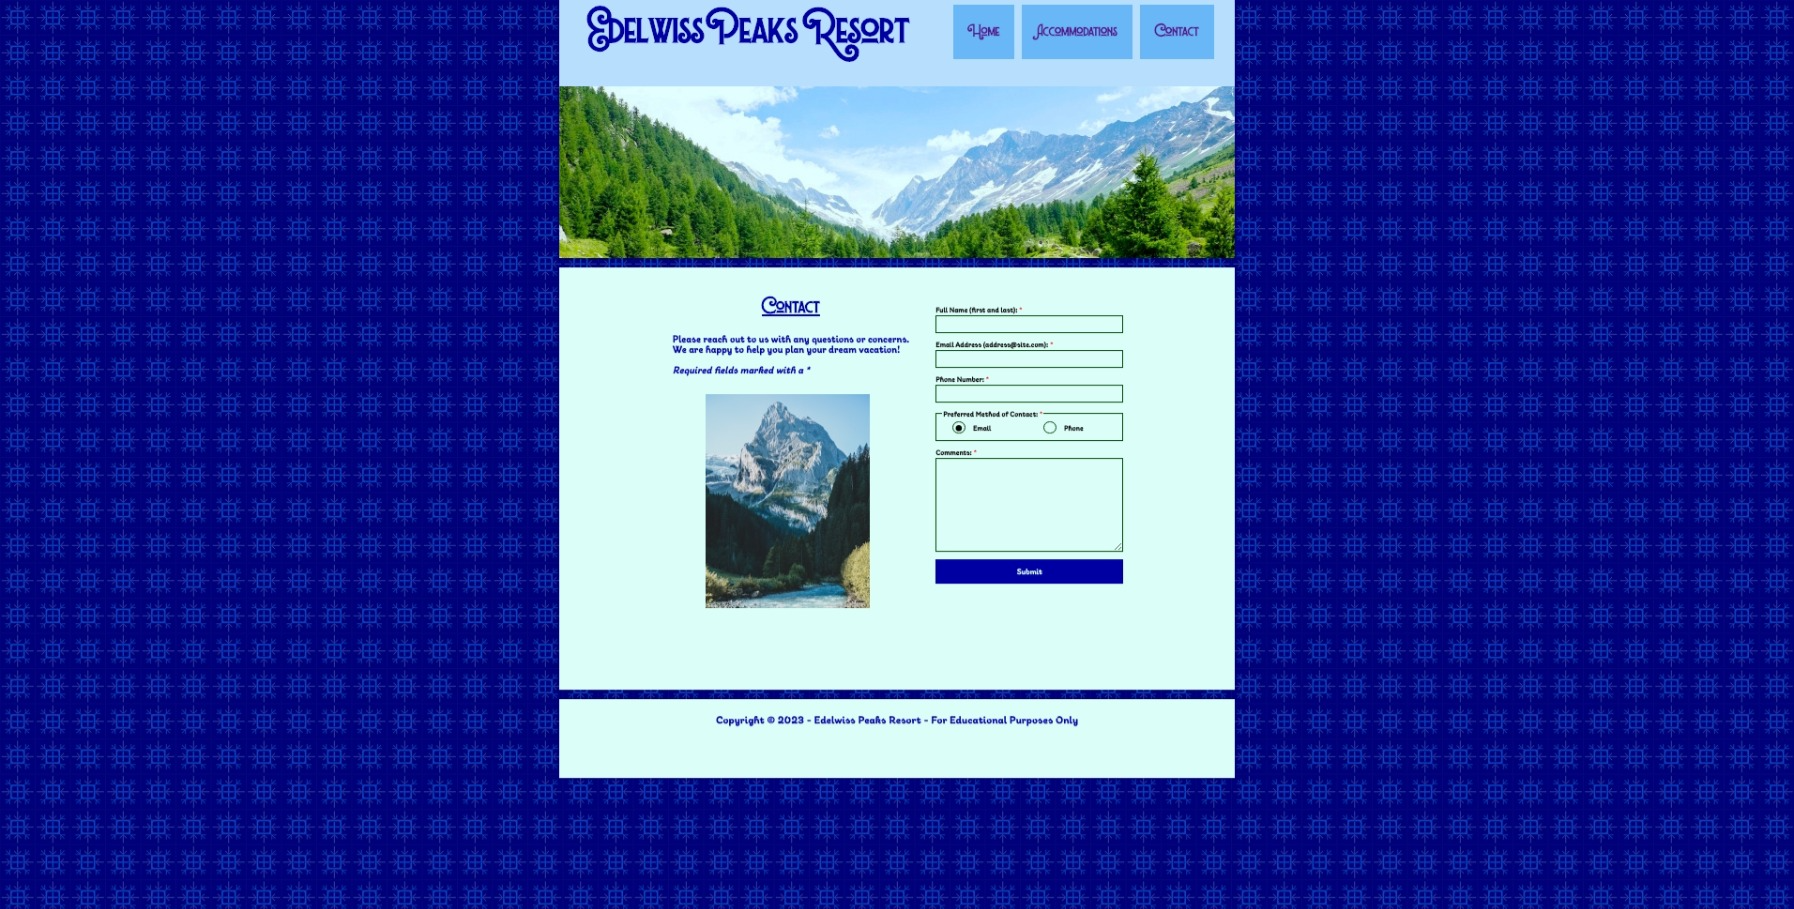 Edelwiss Peaks Resort
Home
Accommodations
Contact
Contact
Please reach out to us with any questions or concerns.
We are happy to help you plan your dream vacation!
Required fields marked with a *
Full Name (first and last): *
Email Address (address@site.com): *
Phone Number: *
Preferred Method of Contact: *
Email
Phone
Comments: *
Submit
Copyright © 2023 - Edelwiss Peaks Resort - For Educational Purposes Only